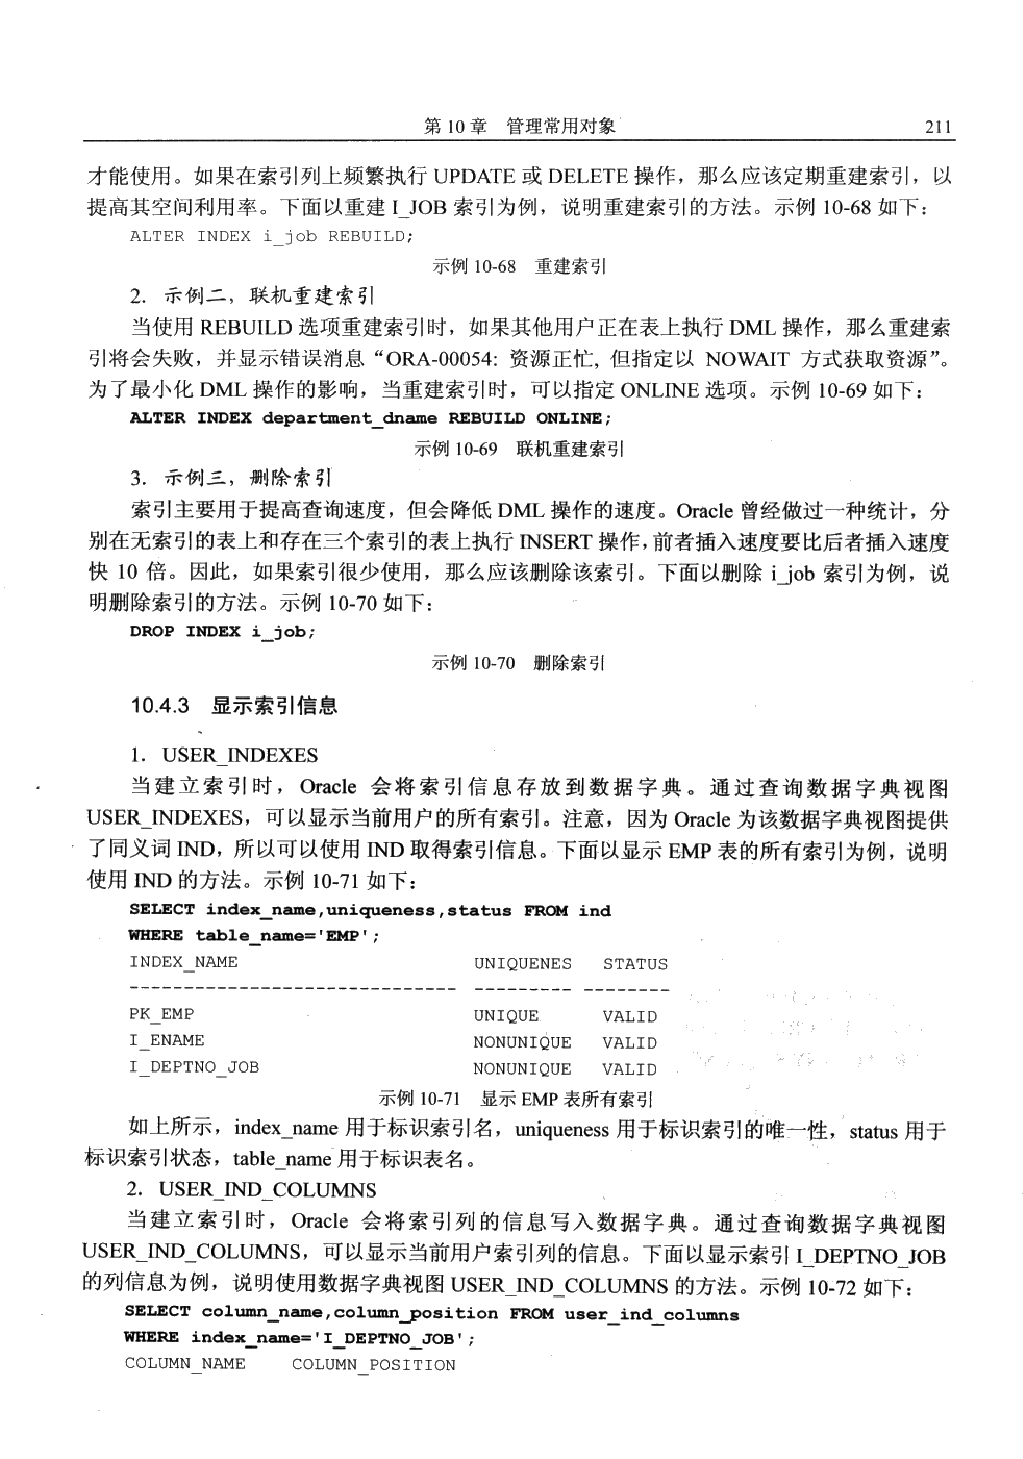 第 10 章 管理常用对象 211
才能使用。如果在索引列上频繁执行 UPDATE 或 DELETE 操作，那么应该定期重建索引，以
提高其空间利用率。下面以重建 I_JOB 索引为例，说明重建索引的方法。示例 10-68 如下：
ALTER INDEX i_job REBUILD;
示例 10-68 重建索引
2．示例二，联机重建索引
当使用 REBUILD 选项重建索引时，如果其他用户正在表上执行 DML 操作，那么重建索
引将会失败，并显示错误消息“ORA-00054: 资源正忙, 但指定以 NOWAIT 方式获取资源”。
为了最小化 DML 操作的影响，当重建索引时，可以指定 ONLINE 选项。示例 10-69 如下：
ALTER INDEX department_dname REBUILD ONLINE;
示例 10-69 联机重建索引
3．示例三，删除索引
索引主要用于提高查询速度，但会降低 DML 操作的速度。Oracle 曾经做过一种统计，分
别在无索引的表上和存在三个索引的表上执行 INSERT 操作，前者插入速度要比后者插入速度
快 10 倍。因此，如果索引很少使用，那么应该删除该索引。下面以删除 i_job 索引为例，说
明删除索引的方法。示例 10-70 如下：
DROP INDEX i_job;
示例 10-70 删除索引
10.4.3 显示索引信息
1．USER_INDEXES
当建立索引时，Oracle 会将索引信息存放到数据字典。通过查询数据字典视图
USER_INDEXES，可以显示当前用户的所有索引。注意，因为 Oracle 为该数据字典视图提供
了同义词 IND，所以可以使用 IND 取得索引信息。下面以显示 EMP 表的所有索引为例，说明
使用 IND 的方法。示例 10-71 如下：
SELECT index_name,uniqueness,status FROM ind
WHERE table_name='EMP';
INDEX_NAME UNIQUENES STATUS
------------------------------ --------- --------
PK_EMP UNIQUE VALID
I_ENAME NONUNIQUE VALID
I_DEPTNO_JOB NONUNIQUE VALID
示例 10-71 显示 EMP 表所有索引
如上所示，index_name 用于标识索引名，uniqueness 用于标识索引的唯一性，status 用于
标识索引状态，table_name 用于标识表名。
2．USER_IND_COLUMNS
当建立索引时，Oracle 会将索引列的信息写入数据字典。通过查询数据字典视图
USER_IND_COLUMNS，可以显示当前用户索引列的信息。下面以显示索引 I_DEPTNO_JOB
的列信息为例，说明使用数据字典视图 USER_IND_COLUMNS 的方法。示例 10-72 如下：
SELECT column_name,column_position FROM user_ind_columns
WHERE index_name='I_DEPTNO_JOB';
COLUMN_NAME COLUMN_POSITION